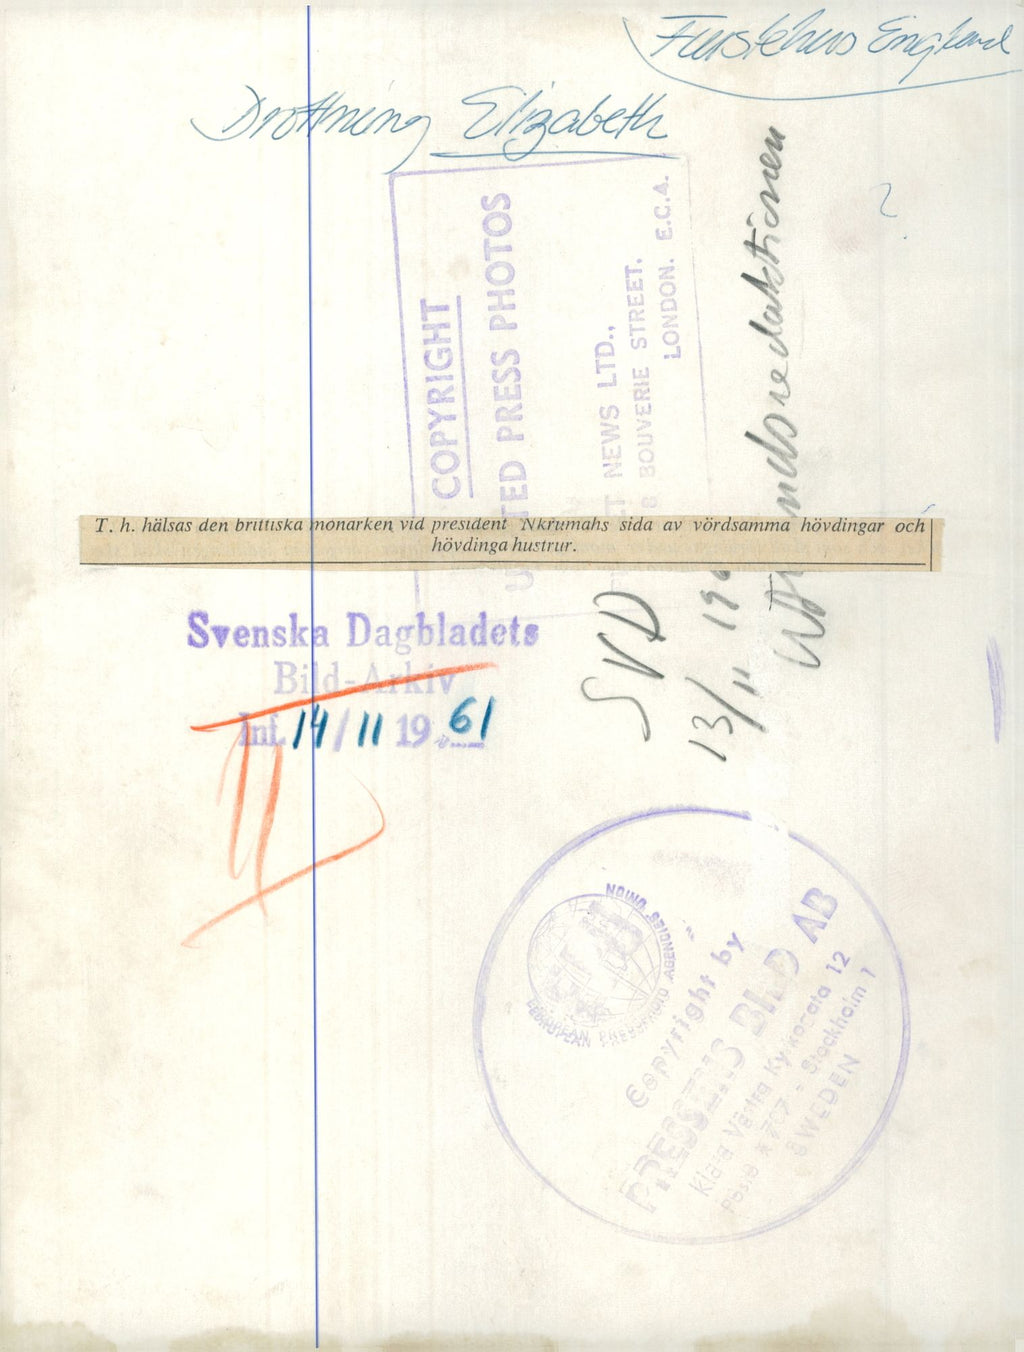 Furstehus England
Drottning Elizabeth
COPYRIGHT
PRESS PHOTOS
NEWS LTD.,
8 BOUVERIE STREET.
LONDON. E.C.4.
T. h. hälsas den brittiska monarken vid president Nkrumahs sida av vördsamma hövdingar och
hövdinga hustrur.
Svenska Dagbladets
Bild-Arkiv
Inf. 14/11 1961
SVD
13/11
II
EUROPEAN PRESSPHOTO AGENCIES UNION
Copyright by
PRESSENS BILD AB
Klara Västra Kyrkogata 12
Stockholm 1
SWEDEN